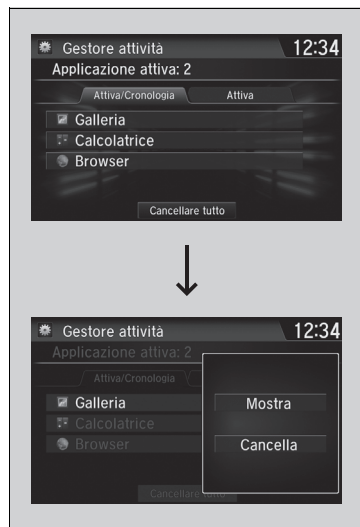 Gestore attività 12:34
Applicazione attiva: 2
Attiva/Cronologia Attiva
Galleria
Calcolatrice
Browser
Cancellare tutto
Gestore attività 12:34
Applicazione attiva: 2
Attiva/Cronologia
Galleria Mostra
Calcolatrice
Browser Cancella
Cancellare tutto